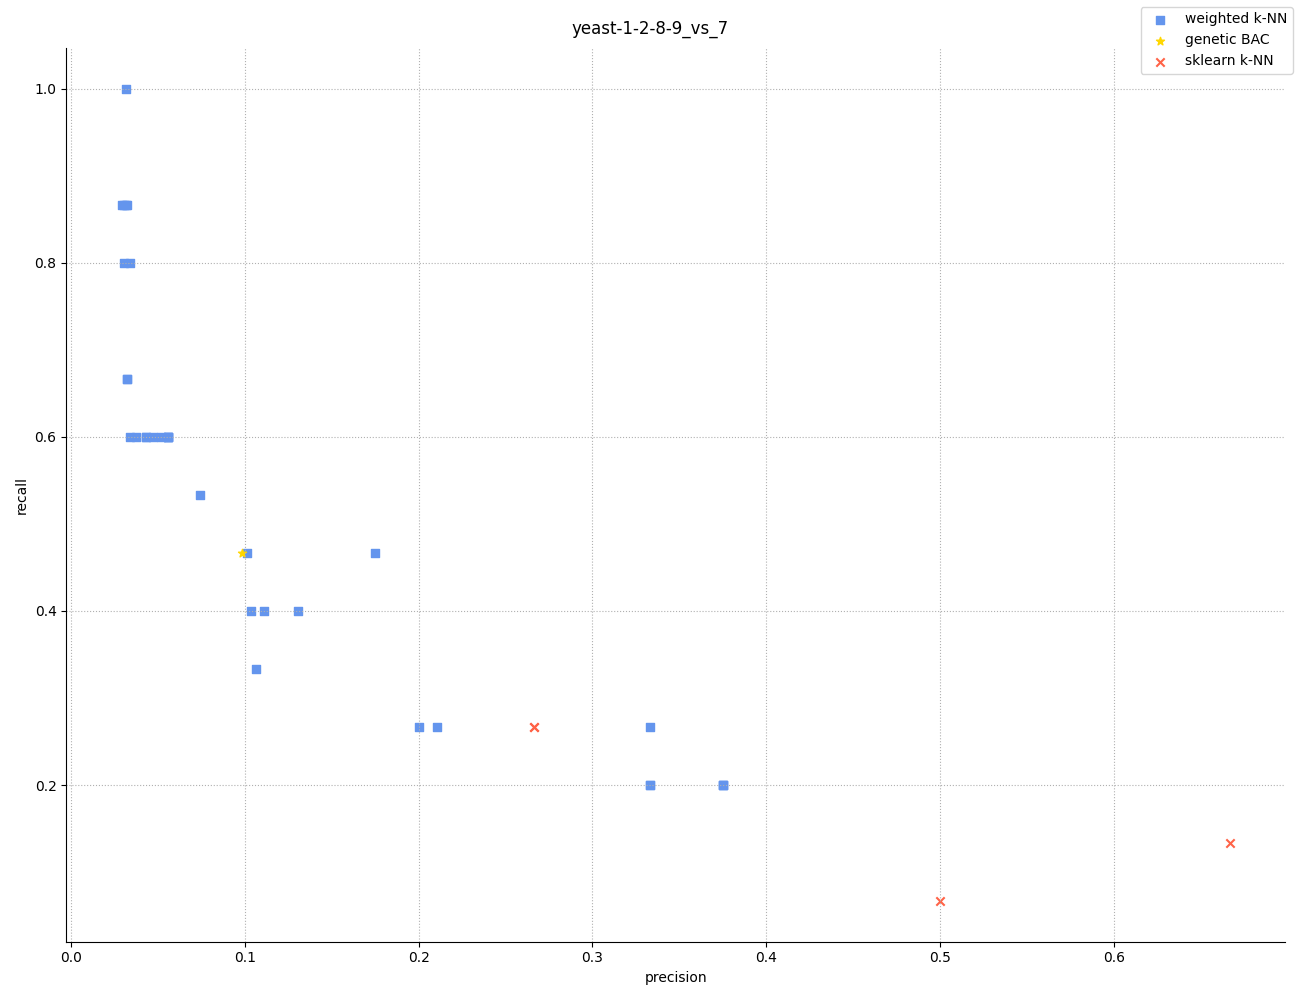 yeast-1-2-8-9_vs_7
weighted k-NN
genetic BAC
sklearn k-NN
1.0
0.8
0.6
0.4
0.2
recall
0.0 0.1 0.2 0.3 0.4 0.5 0.6
precision